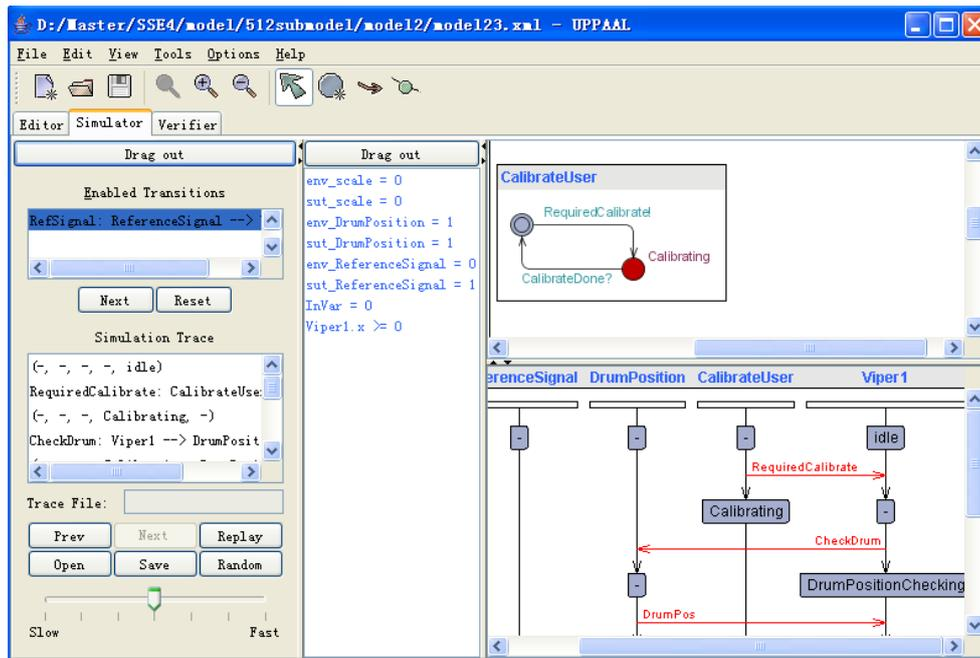 D:/Master/SSE4/model/512submodel/model2/model23.xml - UPPAAL
File Edit View Tools Options Help
Editor Simulator Verifier
Drag out
Enabled Transitions
RefSignal: ReferenceSignal -->
Next Reset
Simulation Trace
(-, -, -, -, idle)
RequiredCalibrate: CalibrateUse
(-, -, -, Calibrating, -)
CheckDrum: Viper1 --> DrumPosit
Trace File:
Prev Next Replay
Open Save Random
Slow Fast
Drag out
env_scale = 0
sut_scale = 0
env_DrumPosition = 1
sut_DrumPosition = 1
env_ReferenceSignal = 0
sut_ReferenceSignal = 1
InVar = 0
Viper1.x >= 0
CalibrateUser
RequiredCalibrate!
Calibrating
CalibrateDone?
erenceSignal DrumPosition CalibrateUser Viper1
- - - idle
RequiredCalibrate
Calibrating -
CheckDrum
- DrumPositionChecking
DrumPos